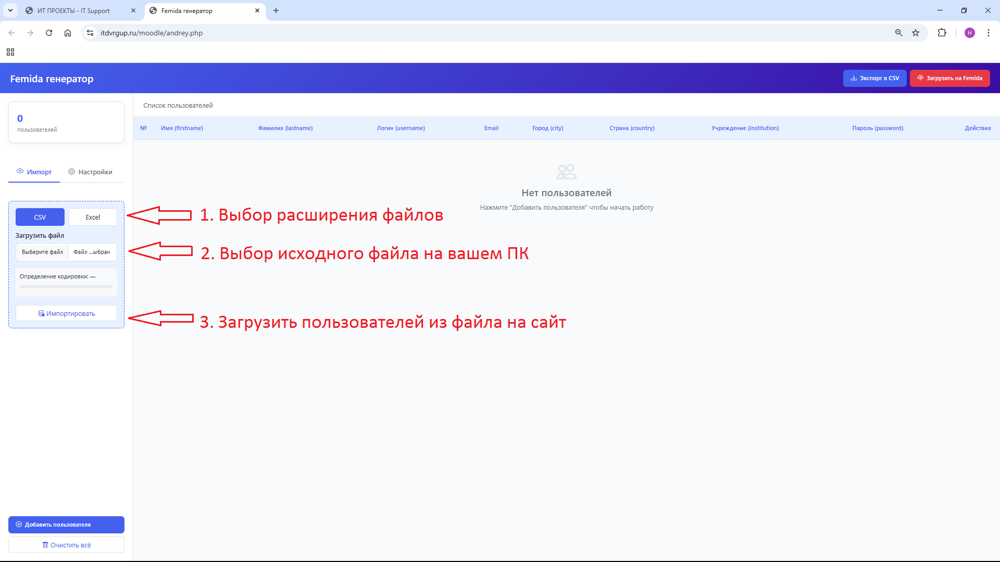 ИТ ПРОЕКТЫ - IT Support
Femida генератор
itdvrgup.ru/moodle/andrey.php
H
Femida генератор
Экспорт в CSV
Загрузить на Femida
0
пользователей
Список пользователей
№ Имя (firstname) Фамилия (lastname) Логин (username) Email Город (city) Страна (country) Учреждение (institution) Пароль (password) Действия
Импорт
Настройки
Нет пользователей
Нажмите "Добавить пользователя" чтобы начать работу
CSV
Excel
1. Выбор расширения файлов
Загрузить файл
Выберите файл
Файл ...ыбран
2. Выбор исходного файла на вашем ПК
Определение кодировки: —
Импортировать
3. Загрузить пользователей из файла на сайт
Добавить пользователя
Очистить всё